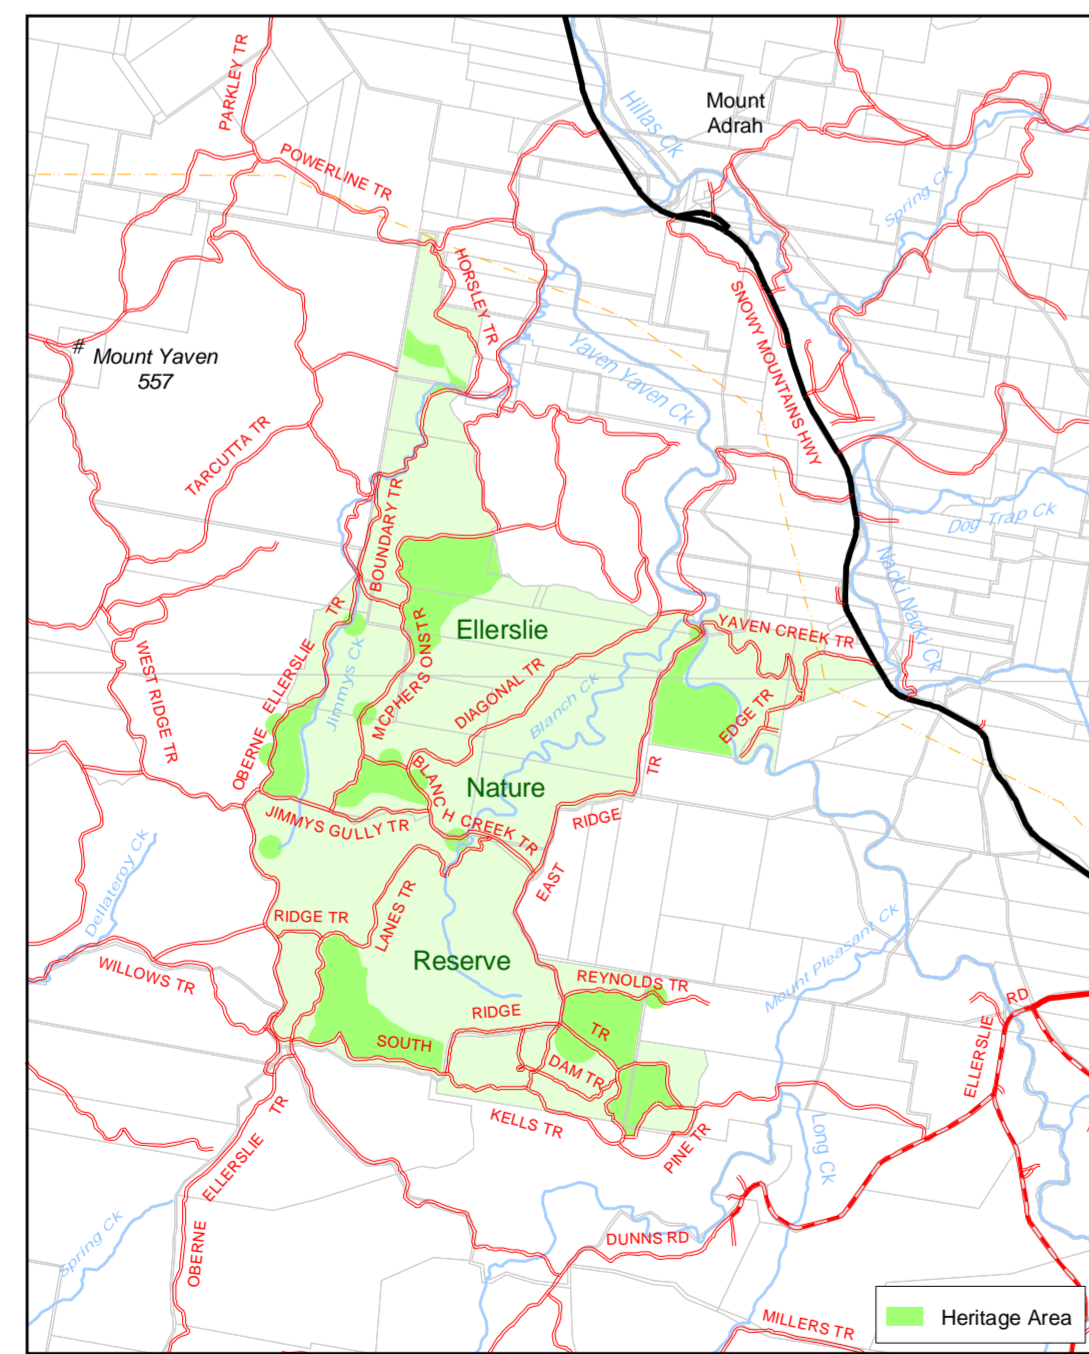 PARKLEY TR
Mount
Adrah
Hillas Ck
POWERLINE TR
Spring Ck
HORSLEY TR
SNOWY MOUNTAINS HWY
# Mount Yaven
557
Yaven Yaven Ck
TARCUTTA TR
BOUNDARY TR
Dog Trap Ck
Nacki Nacki Ck
Ellerslie
YAVEN CREEK TR
MCPHERSONS TR
WEST RIDGE TR
OBERNE ELLERSLIE TR
Jimmys Ck
DIAGONAL TR
Blanch Ck
EDGE TR
Nature
BLANCH CREEK TR
JIMMYS GULLY TR
EAST RIDGE TR
Dellateroy Ck
LANES TR
RIDGE TR
Mount Pleasant Ck
Reserve
WILLOWS TR
REYNOLDS TR
SOUTH RIDGE TR
DAM TR
ELLERSLIE RD
KELLS TR
PINE TR
Long Ck
OBERNE ELLERSLIE TR
Spring Ck
DUNNS RD
MILLERS TR
Heritage Area